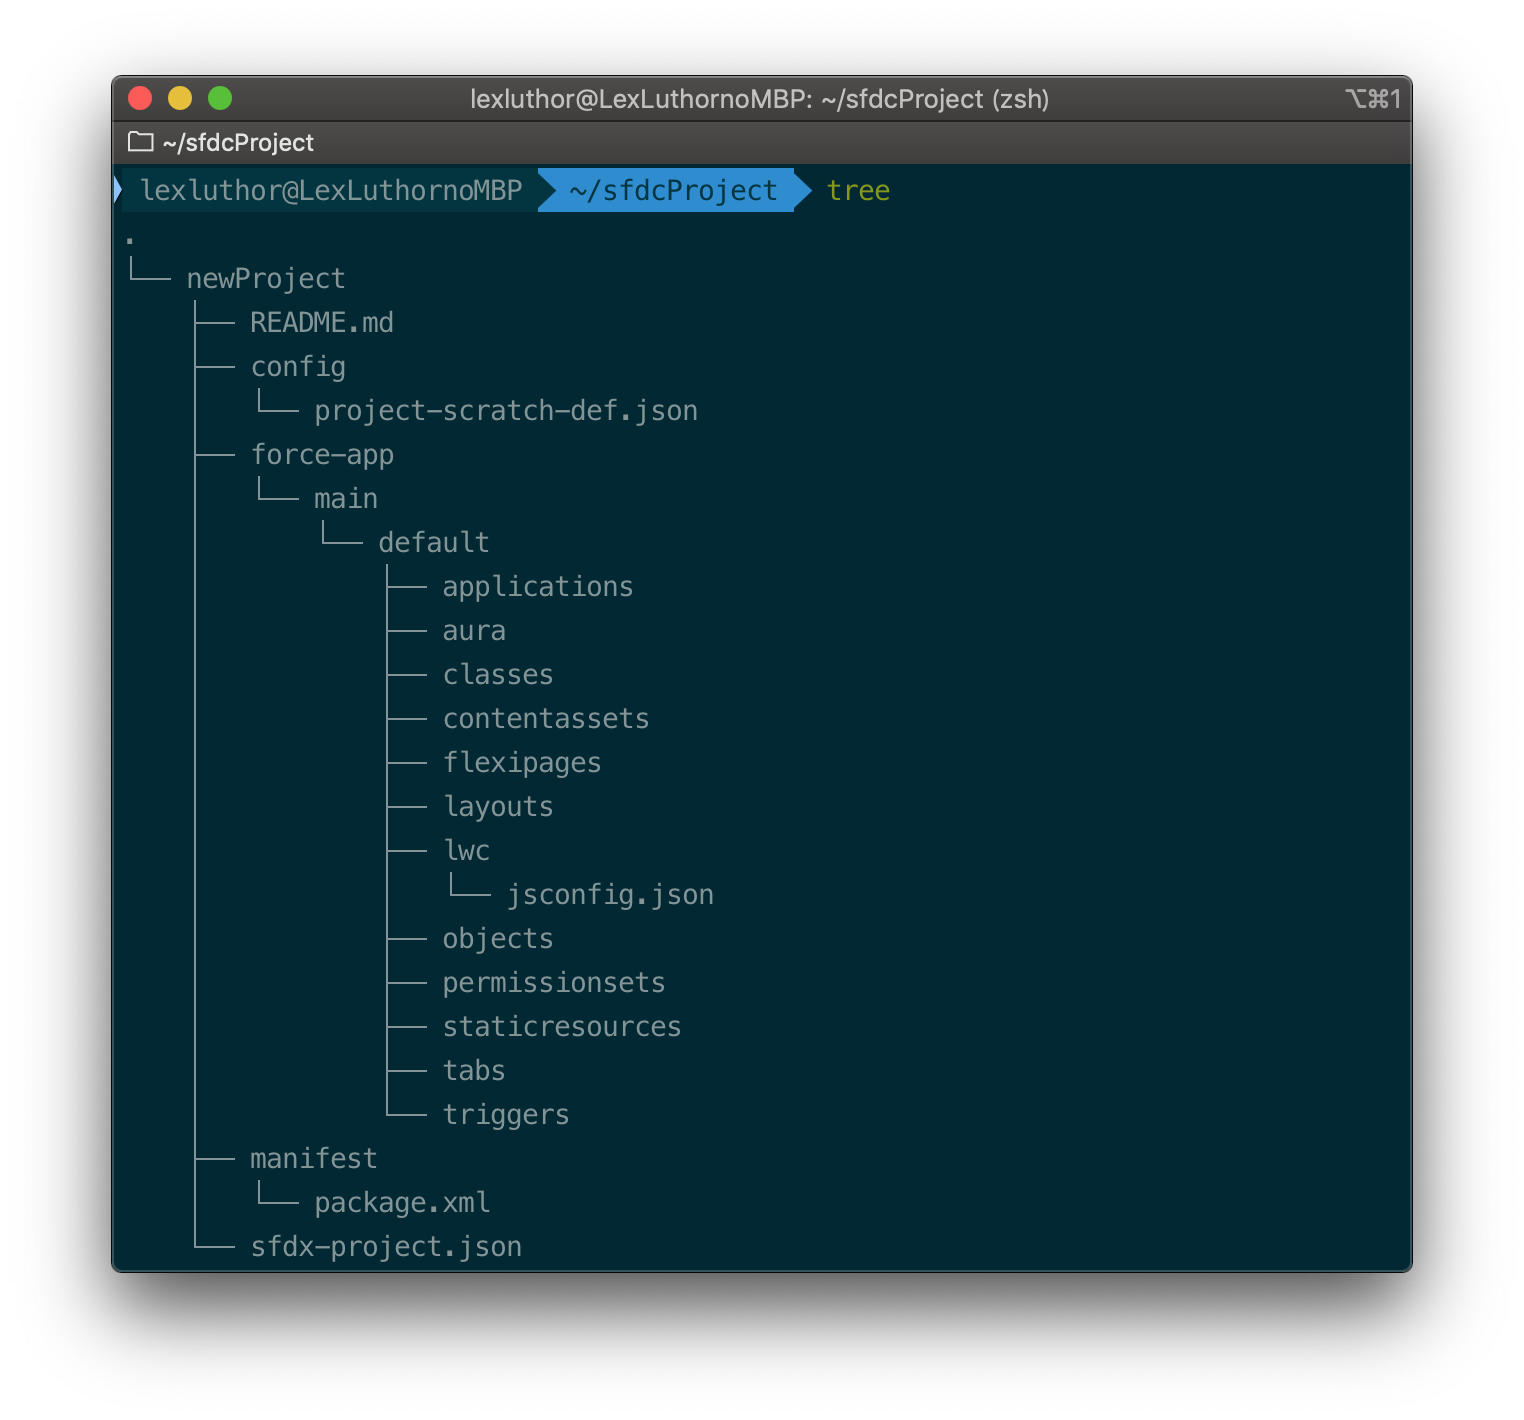 lexluthor@LexLuthornoMBP: ~/sfdcProject (zsh) ⌥⌘1
~/sfdcProject
lexluthor@LexLuthornoMBP ~/sfdcProject tree
.
└── newProject
    ├── README.md
    ├── config
    │   └── project-scratch-def.json
    ├── force-app
    │   └── main
    │       └── default
    │           ├── applications
    │           ├── aura
    │           ├── classes
    │           ├── contentassets
    │           ├── flexipages
    │           ├── layouts
    │           ├── lwc
    │           │   └── jsconfig.json
    │           ├── objects
    │           ├── permissionsets
    │           ├── staticresources
    │           ├── tabs
    │           └── triggers
    ├── manifest
    │   └── package.xml
    └── sfdx-project.json